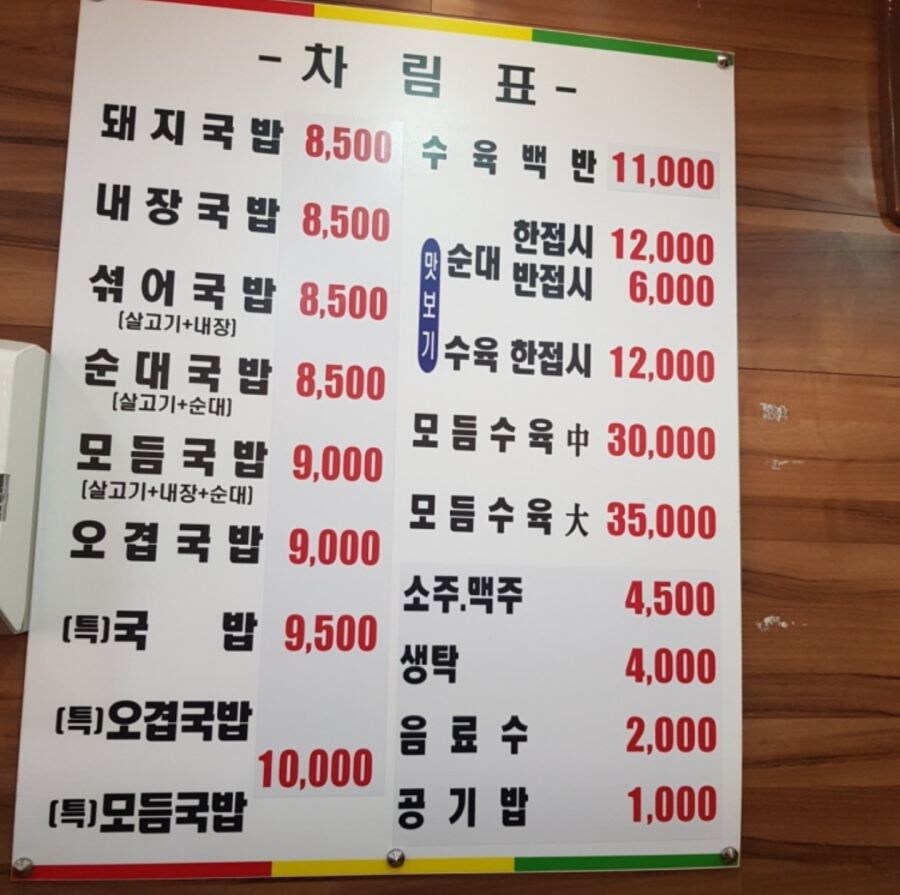 - 차 림 표 -
돼지국밥 8,500
내장국밥 8,500
섞어국밥 8,500
(살고기+내장)
순대국밥 8,500
(살고기+순대)
모듬국밥 9,000
(살고기+내장+순대)
오겹국밥 9,000
(특)국 밥 9,500
(특)오겹국밥
10,000
(특)모듬국밥
수육백반 11,000
맛보기
순대 한접시 12,000
반접시 6,000
수육 한접시 12,000
모듬수육 中 30,000
모듬수육 大 35,000
소주.맥주 4,500
생탁 4,000
음료수 2,000
공기밥 1,000